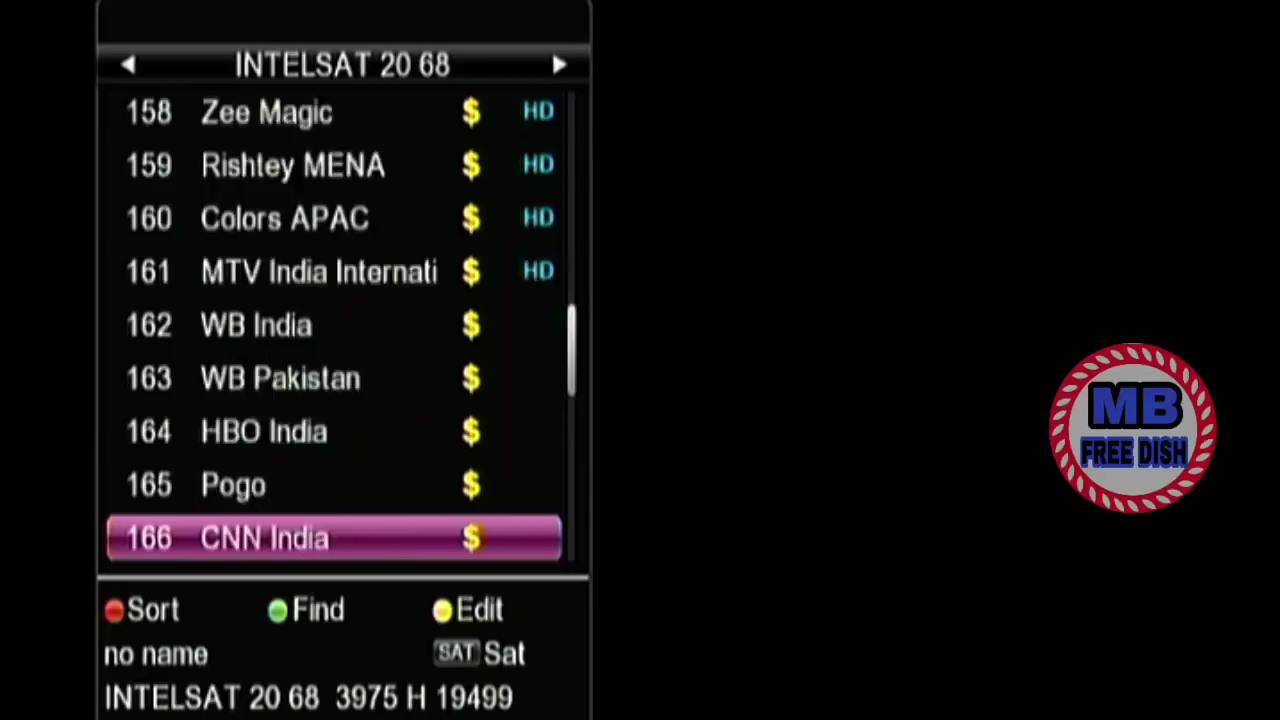 INTELSAT 20 68
158 Zee Magic $ HD
159 Rishtey MENA $ HD
160 Colors APAC $ HD
161 MTV India Internati $ HD
162 WB India $
163 WB Pakistan $
164 HBO India $
165 Pogo $
166 CNN India $
Sort Find Edit
no name SAT Sat
INTELSAT 20 68 3975 H 19499
MB
FREE DISH